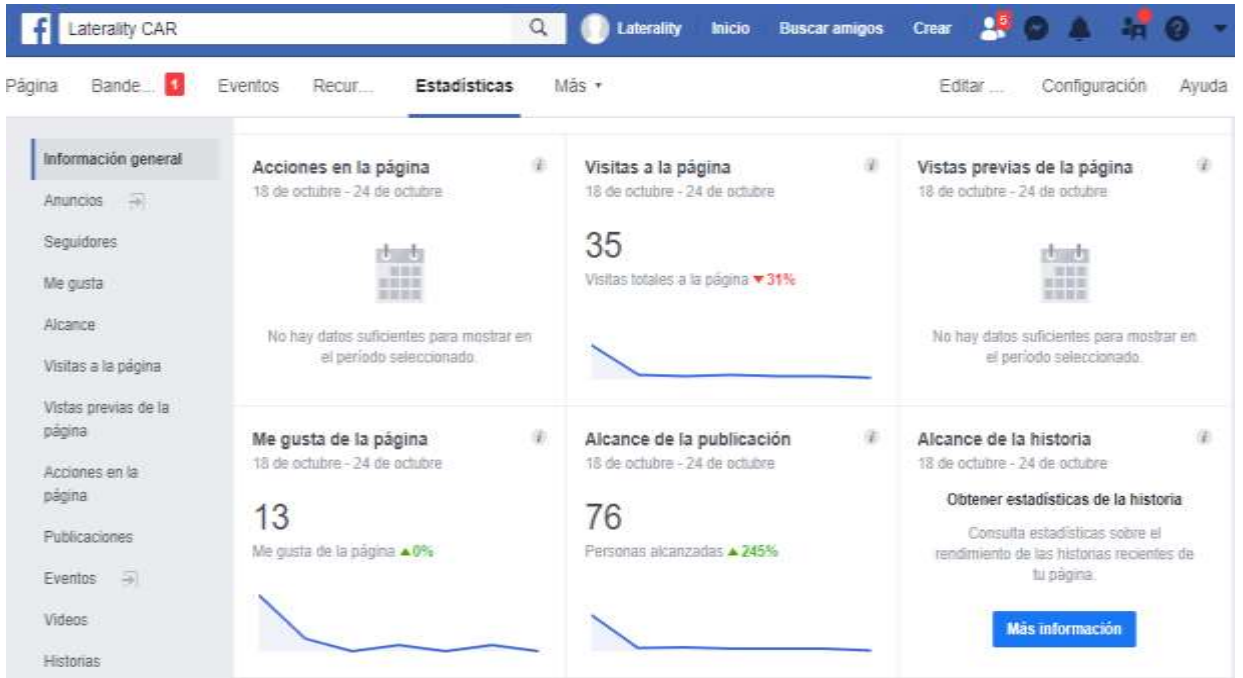 Laterality CAR
Laterality Inicio Buscar amigos Crear 5
Página Bande... 1 Eventos Recur... Estadísticas Más Editar ... Configuración Ayuda
Información general
Anuncios
Seguidores
Me gusta
Alcance
Visitas a la página
Vistas previas de la
página
Acciones en la
página
Publicaciones
Eventos
Videos
Historias
Acciones en la página
18 de octubre - 24 de octubre
No hay datos suficientes para mostrar en
el período seleccionado.
Visitas a la página
18 de octubre - 24 de octubre
35
Visitas totales a la página ▼31%
Vistas previas de la página
18 de octubre - 24 de octubre
No hay datos suficientes para mostrar en
el período seleccionado.
Me gusta de la página
18 de octubre - 24 de octubre
13
Me gusta de la página ▲0%
Alcance de la publicación
18 de octubre - 24 de octubre
76
Personas alcanzadas ▲245%
Alcance de la historia
18 de octubre - 24 de octubre
Obtener estadísticas de la historia
Consulta estadísticas sobre el
rendimiento de las historias recientes de
tu página.
Más información